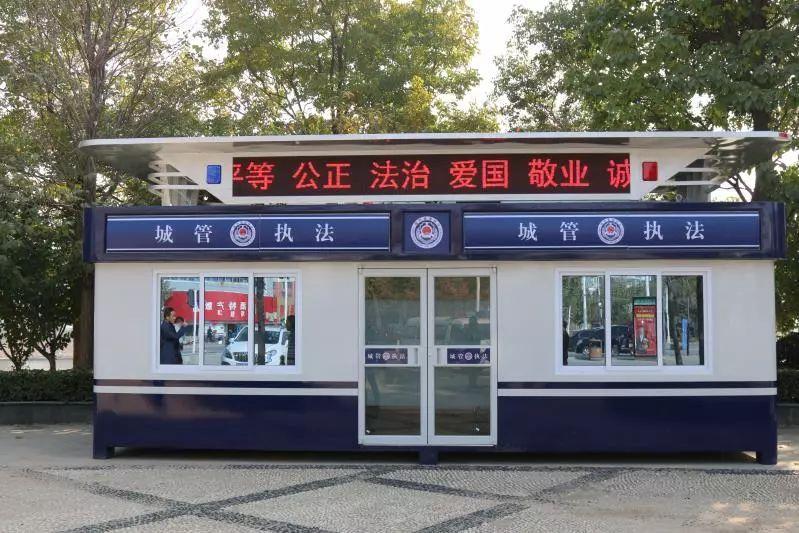 平等 公正 法治 爱国 敬业 诚
城管 执法 城管 执法
城管 执法 城管 执法